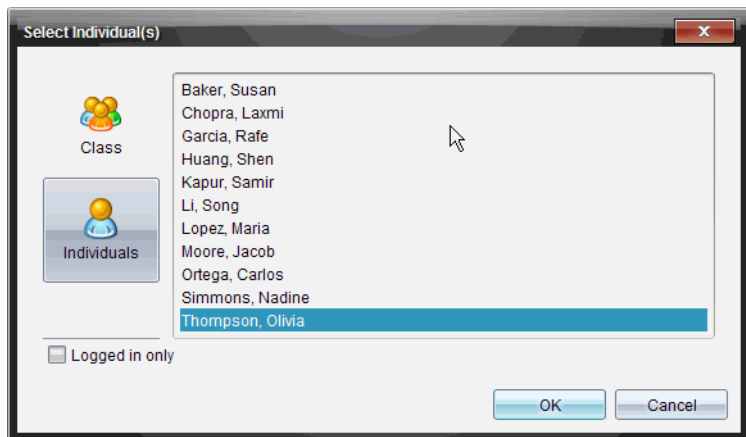 Select Individual(s)
Class
Individuals
Logged in only
Baker, Susan
Chopra, Laxmi
Garcia, Rafe
Huang, Shen
Kapur, Samir
Li, Song
Lopez, Maria
Moore, Jacob
Ortega, Carlos
Simmons, Nadine
Thompson, Olivia
OK
Cancel